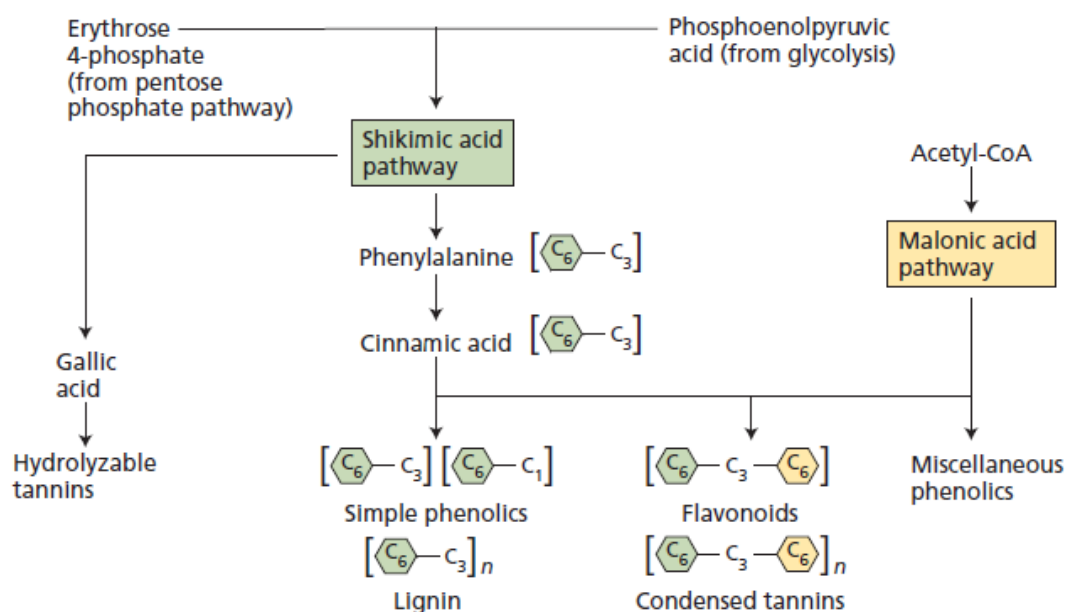 Erythrose
4-phosphate
(from pentose
phosphate pathway)
Phosphoenolpyruvic
acid (from glycolysis)
Shikimic acid
pathway
Acetyl-CoA
Malonic acid
pathway
Phenylalanine [C6 — C3]
Cinnamic acid [C6 — C3]
Gallic
acid
Hydrolyzable
tannins
[C6 — C3] [C6 — C1]
Simple phenolics
[C6 — C3]n
Lignin
[C6 — C3 — C6]
Flavonoids
[C6 — C3 — C6]n
Condensed tannins
Miscellaneous
phenolics